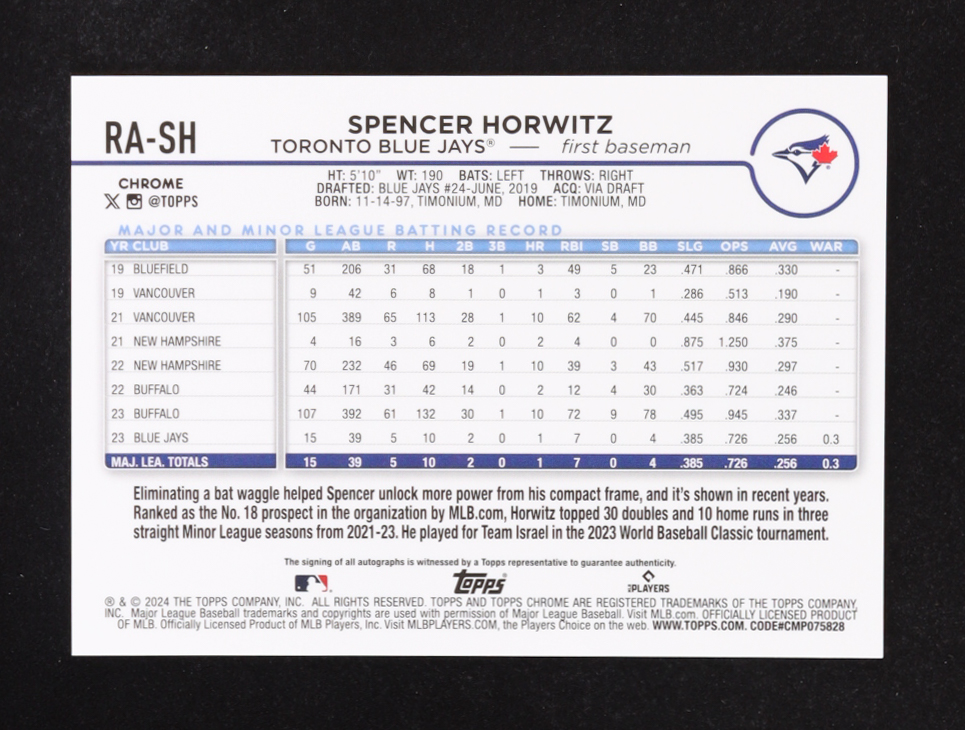 RA-SH
SPENCER HORWITZ
TORONTO BLUE JAYS® — first baseman
CHROME
@TOPPS
HT: 5'10" WT: 190 BATS: LEFT THROWS: RIGHT
DRAFTED: BLUE JAYS #24-JUNE, 2019 ACQ: VIA DRAFT
BORN: 11-14-97, TIMONIUM, MD HOME: TIMONIUM, MD
MAJOR AND MINOR LEAGUE BATTING RECORD
YR CLUB G AB R H 2B 3B HR RBI SB BB SLG OPS AVG WAR
19 BLUEFIELD 51 206 31 68 18 1 3 49 5 23 .471 .866 .330 -
19 VANCOUVER 9 42 6 8 1 0 1 3 0 1 .286 .513 .190 -
21 VANCOUVER 105 389 65 113 28 1 10 62 4 70 .445 .846 .290 -
21 NEW HAMPSHIRE 4 16 3 6 2 0 2 4 0 0 .875 1.250 .375 -
22 NEW HAMPSHIRE 70 232 46 69 19 1 10 39 3 43 .517 .930 .297 -
22 BUFFALO 44 171 31 42 14 0 2 12 4 30 .363 .724 .246 -
23 BUFFALO 107 392 61 132 30 1 10 72 9 78 .495 .945 .337 -
23 BLUE JAYS 15 39 5 10 2 0 1 7 0 4 .385 .726 .256 0.3
MAJ. LEA. TOTALS 15 39 5 10 2 0 1 7 0 4 .385 .726 .256 0.3
Eliminating a bat waggle helped Spencer unlock more power from his compact frame, and it's shown in recent years.
Ranked as the No. 18 prospect in the organization by MLB.com, Horwitz topped 30 doubles and 10 home runs in three
straight Minor League seasons from 2021-23. He played for Team Israel in the 2023 World Baseball Classic tournament.
The signing of all autographs is witnessed by a Topps representative to guarantee authenticity.
Topps®
PLAYERS
® & © 2024 THE TOPPS COMPANY, INC. ALL RIGHTS RESERVED. TOPPS AND TOPPS CHROME ARE REGISTERED TRADEMARKS OF THE TOPPS COMPANY,
INC. Major League Baseball trademarks and copyrights are used with permission of Major League Baseball. Visit MLB.com. OFFICIALLY LICENSED PRODUCT
OF MLB. Officially Licensed Product of MLB Players, Inc. Visit MLBPLAYERS.COM, the Players Choice on the web. WWW.TOPPS.COM. CODE#CMP075828